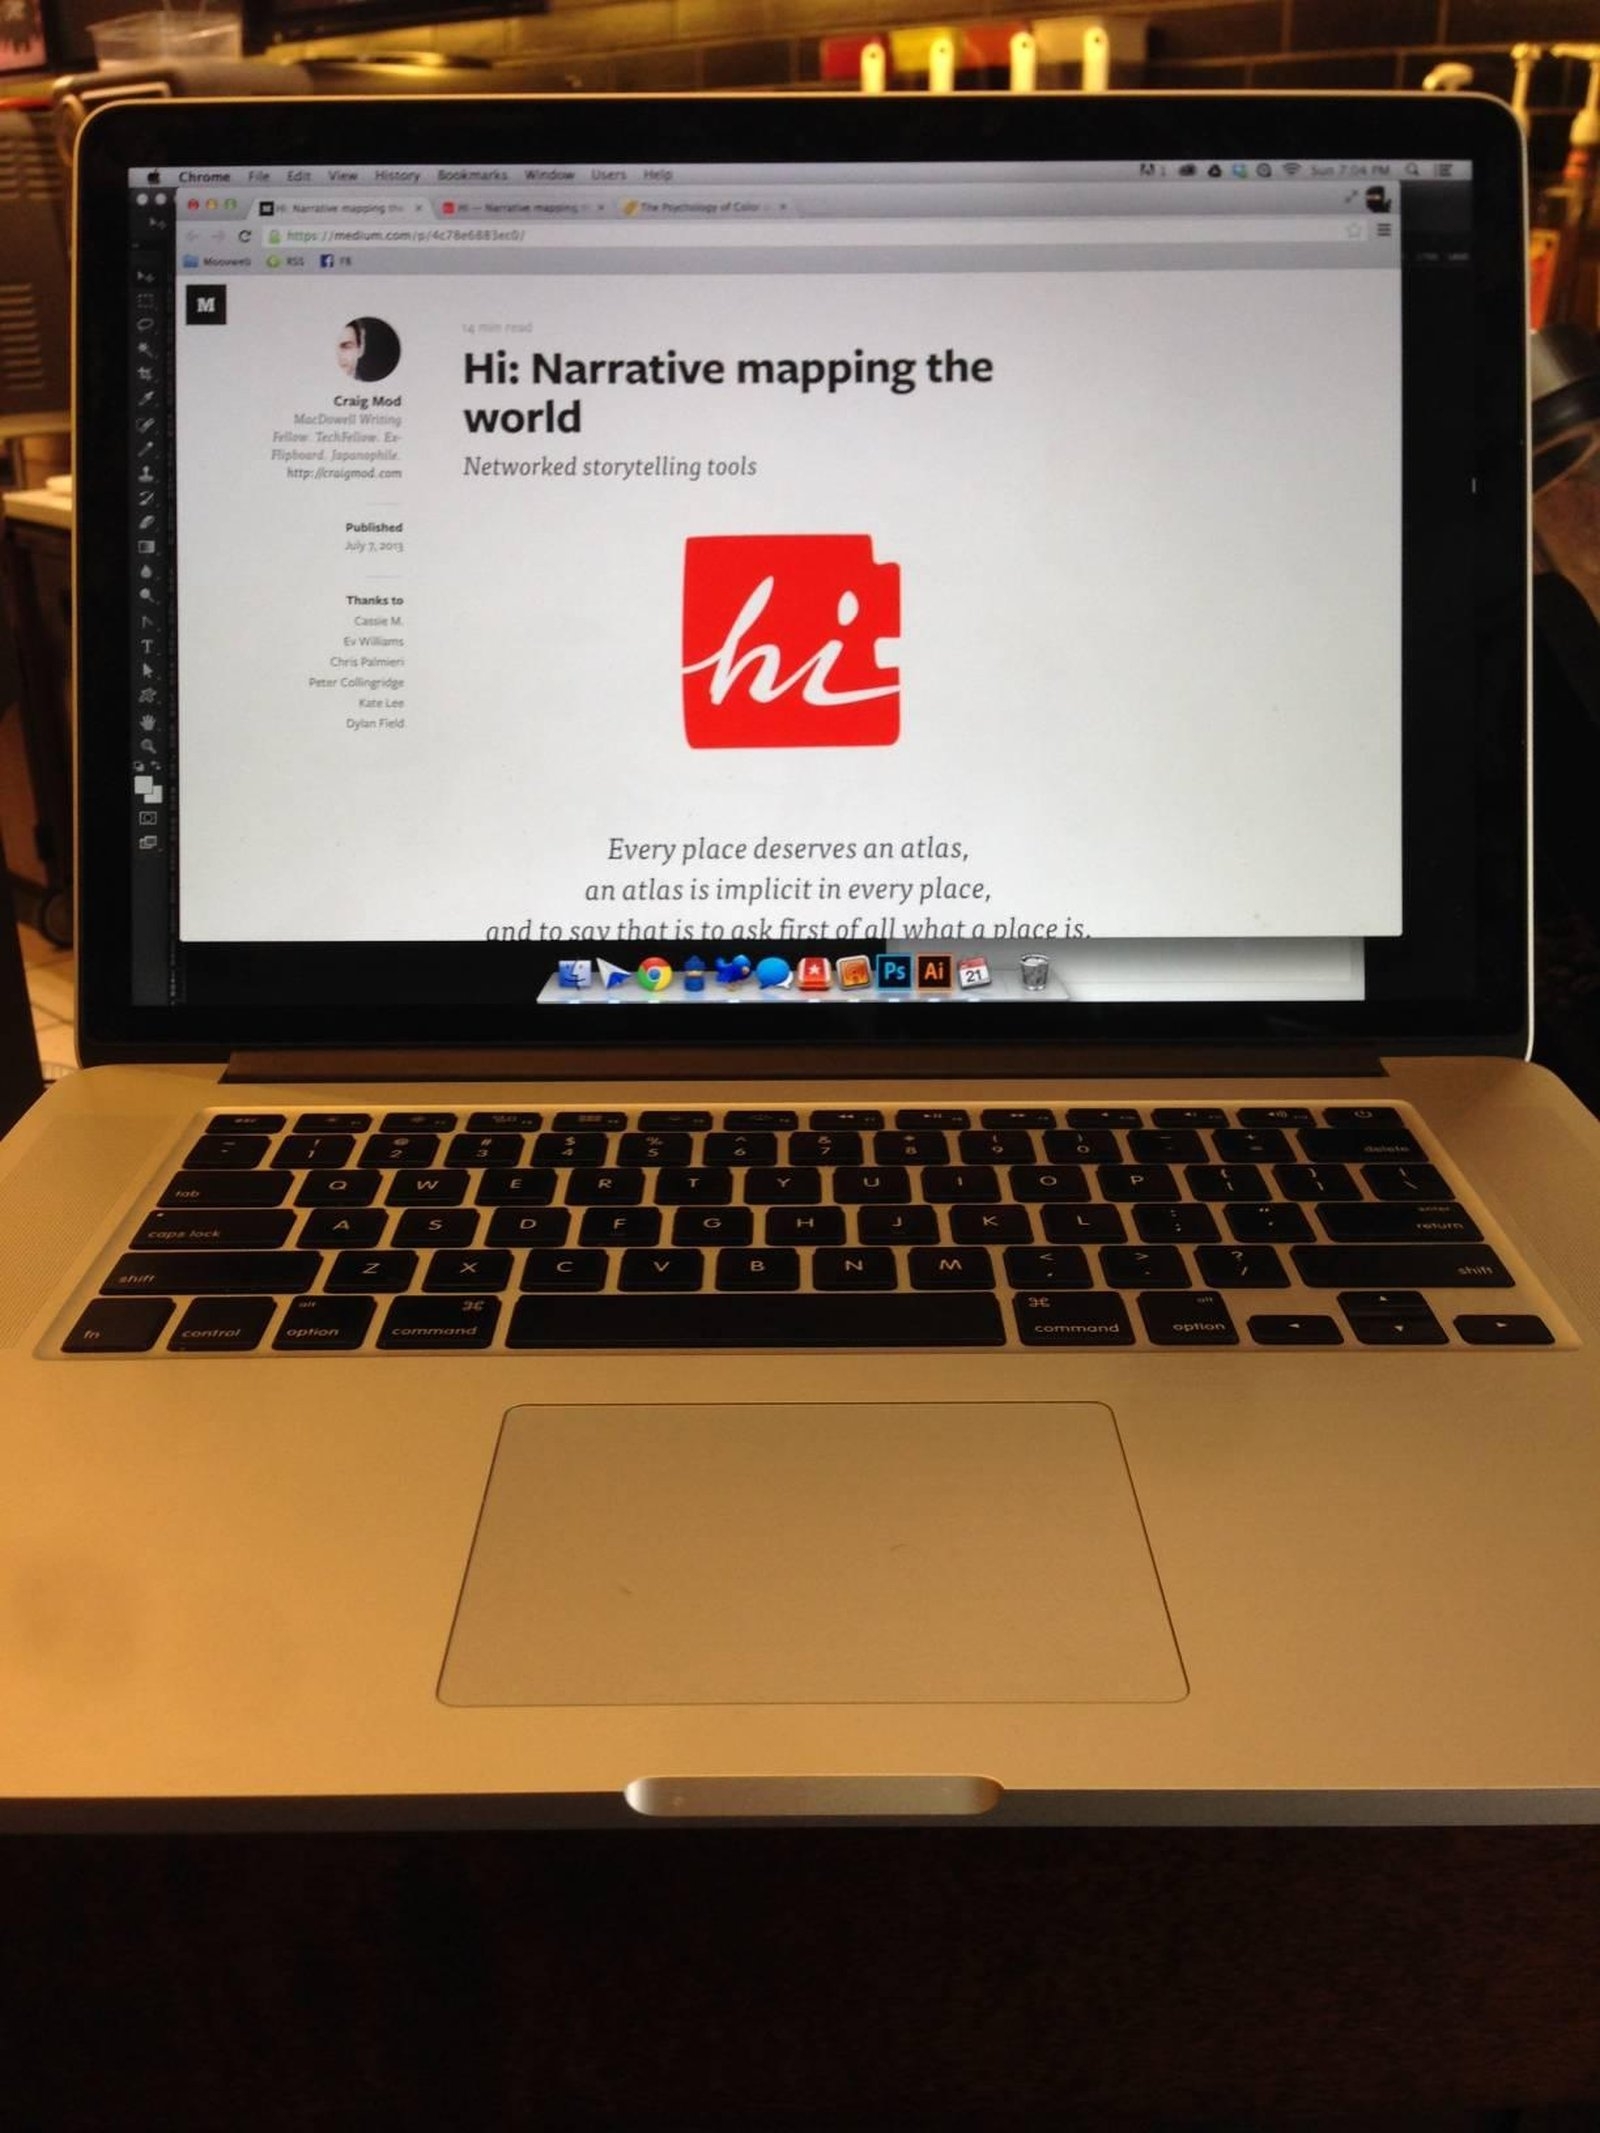 Chrome File Edit View History Bookmarks Window Users Help
Sun 7:04 PM
Hi: Narrative mapping the
Hi — Narrative mapping
The Psychology of Color
https://medium.com/p/4c78e6883ec0/
RSS
FB
M
14 min read
Hi: Narrative mapping the
world
Networked storytelling tools
Craig Mod
MacDowell Writing
Fellow. TechFellow. Ex-
Flipboard. Japanophile.
http://craigmod.com
Published
July 7, 2013
Thanks to
Cassie M.
Ev Williams
Chris Palmieri
Peter Collingridge
Kate Lee
Dylan Field
hi
Every place deserves an atlas,
an atlas is implicit in every place,
and to say that is to ask first of all what a place is.
T
Ps Ai 21
esc
~ ! 1 @ 2 # 3 $ 4 % 5 ^ 6 & 7 * 8 ( 9 ) 0 - + = delete
tab Q W E R T Y U I O P { [ } ] | \
caps lock A S D F G H J K L : ; " ' enter return
shift Z X C V B N M < , > . ? / shift
fn control alt option ⌘ command ⌘ command alt option